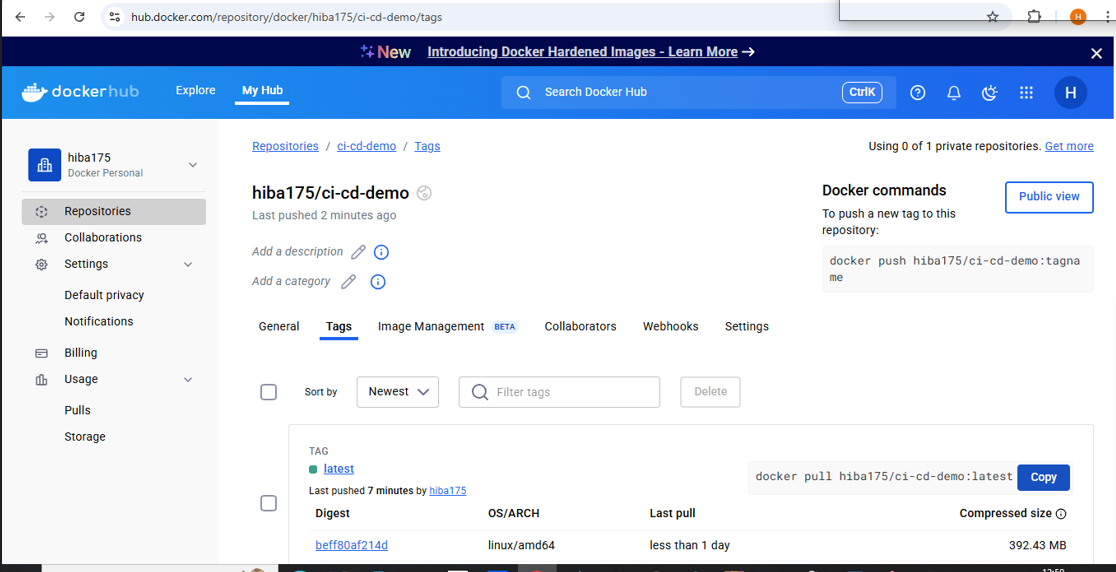 hub.docker.com/repository/docker/hiba175/ci-cd-demo/tags
H
New Introducing Docker Hardened Images - Learn More →
dockerhub Explore My Hub Search Docker Hub CtrlK H
hiba175
Docker Personal
Repositories
Collaborations
Settings
Default privacy
Notifications
Billing
Usage
Pulls
Storage
Repositories / ci-cd-demo / Tags
Using 0 of 1 private repositories. Get more
hiba175/ci-cd-demo
Last pushed 2 minutes ago
Add a description
Add a category
Docker commands
Public view
To push a new tag to this
repository:
docker push hiba175/ci-cd-demo:tagna
me
General Tags Image Management BETA Collaborators Webhooks Settings
Sort by Newest Filter tags Delete
TAG
latest
Last pushed 7 minutes by hiba175
docker pull hiba175/ci-cd-demo:latest Copy
Digest OS/ARCH Last pull Compressed size
beff80af214d linux/amd64 less than 1 day 392.43 MB